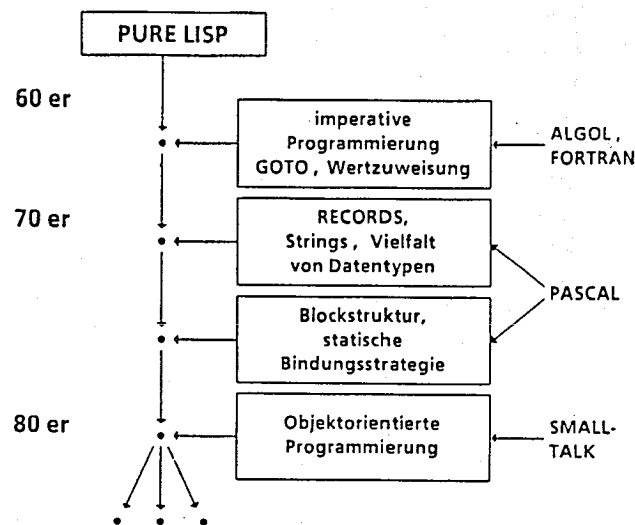 PURE LISP
60 er
imperative
Programmierung
GOTO, Wertzuweisung
ALGOL,
FORTRAN
70 er
RECORDS,
Strings, Vielfalt
von Datentypen
PASCAL
Blockstruktur,
statische
Bindungsstrategie
80 er
Objektorientierte
Programmierung
SMALL-
TALK